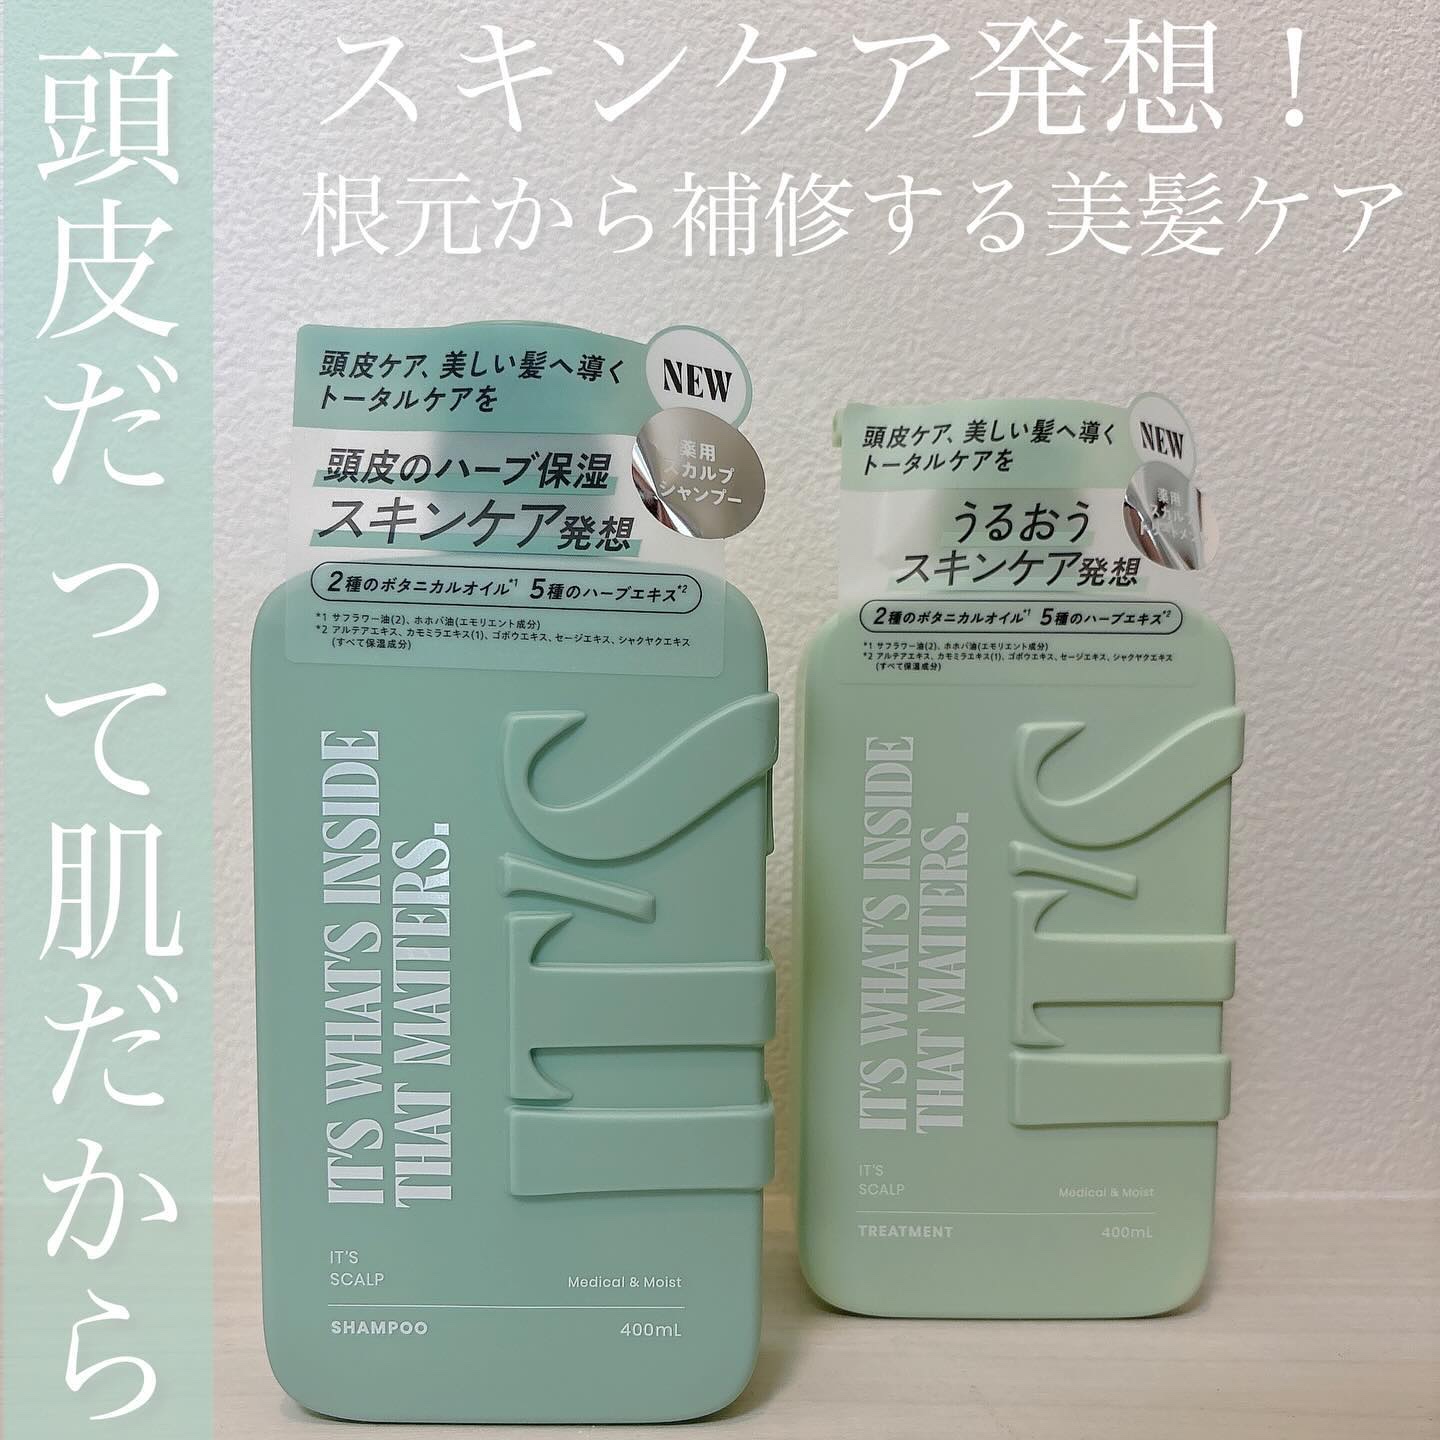 スキンケア発想！
根元から補修する美髪ケア
頭皮だって肌だから
頭皮ケア、美しい髪へ導く
トータルケアを
NEW
薬用
スカルプ
シャンプー
頭皮のハーブ保湿
スキンケア発想
2種のボタニカルオイル*1 5種のハーブエキス*2
*1 サフラワー油(2)、ホホバ油(エモリエント成分)
*2 アルテアエキス、カモミラエキス(1)、ゴボウエキス、セージエキス、シャクヤクエキス
(すべて保湿成分)
IT'S WHAT'S INSIDE
THAT MATTERS.
IT'S
IT'S
SCALP
Medical & Moist
SHAMPOO
400mL
頭皮ケア、美しい髪へ導く
トータルケアを
NEW
薬用
うるおう
スキンケア発想
2種のボタニカルオイル*1 5種のハーブエキス*2
*1 サフラワー油(2)、ホホバ油(エモリエント成分)
*2 アルテアエキス、カモミラエキス(1)、ゴボウエキス、セージエキス、シャクヤクエキス
(すべて保湿成分)
IT'S WHAT'S INSIDE
THAT MATTERS.
IT'S
IT'S
SCALP
Medical & Moist
TREATMENT
400mL